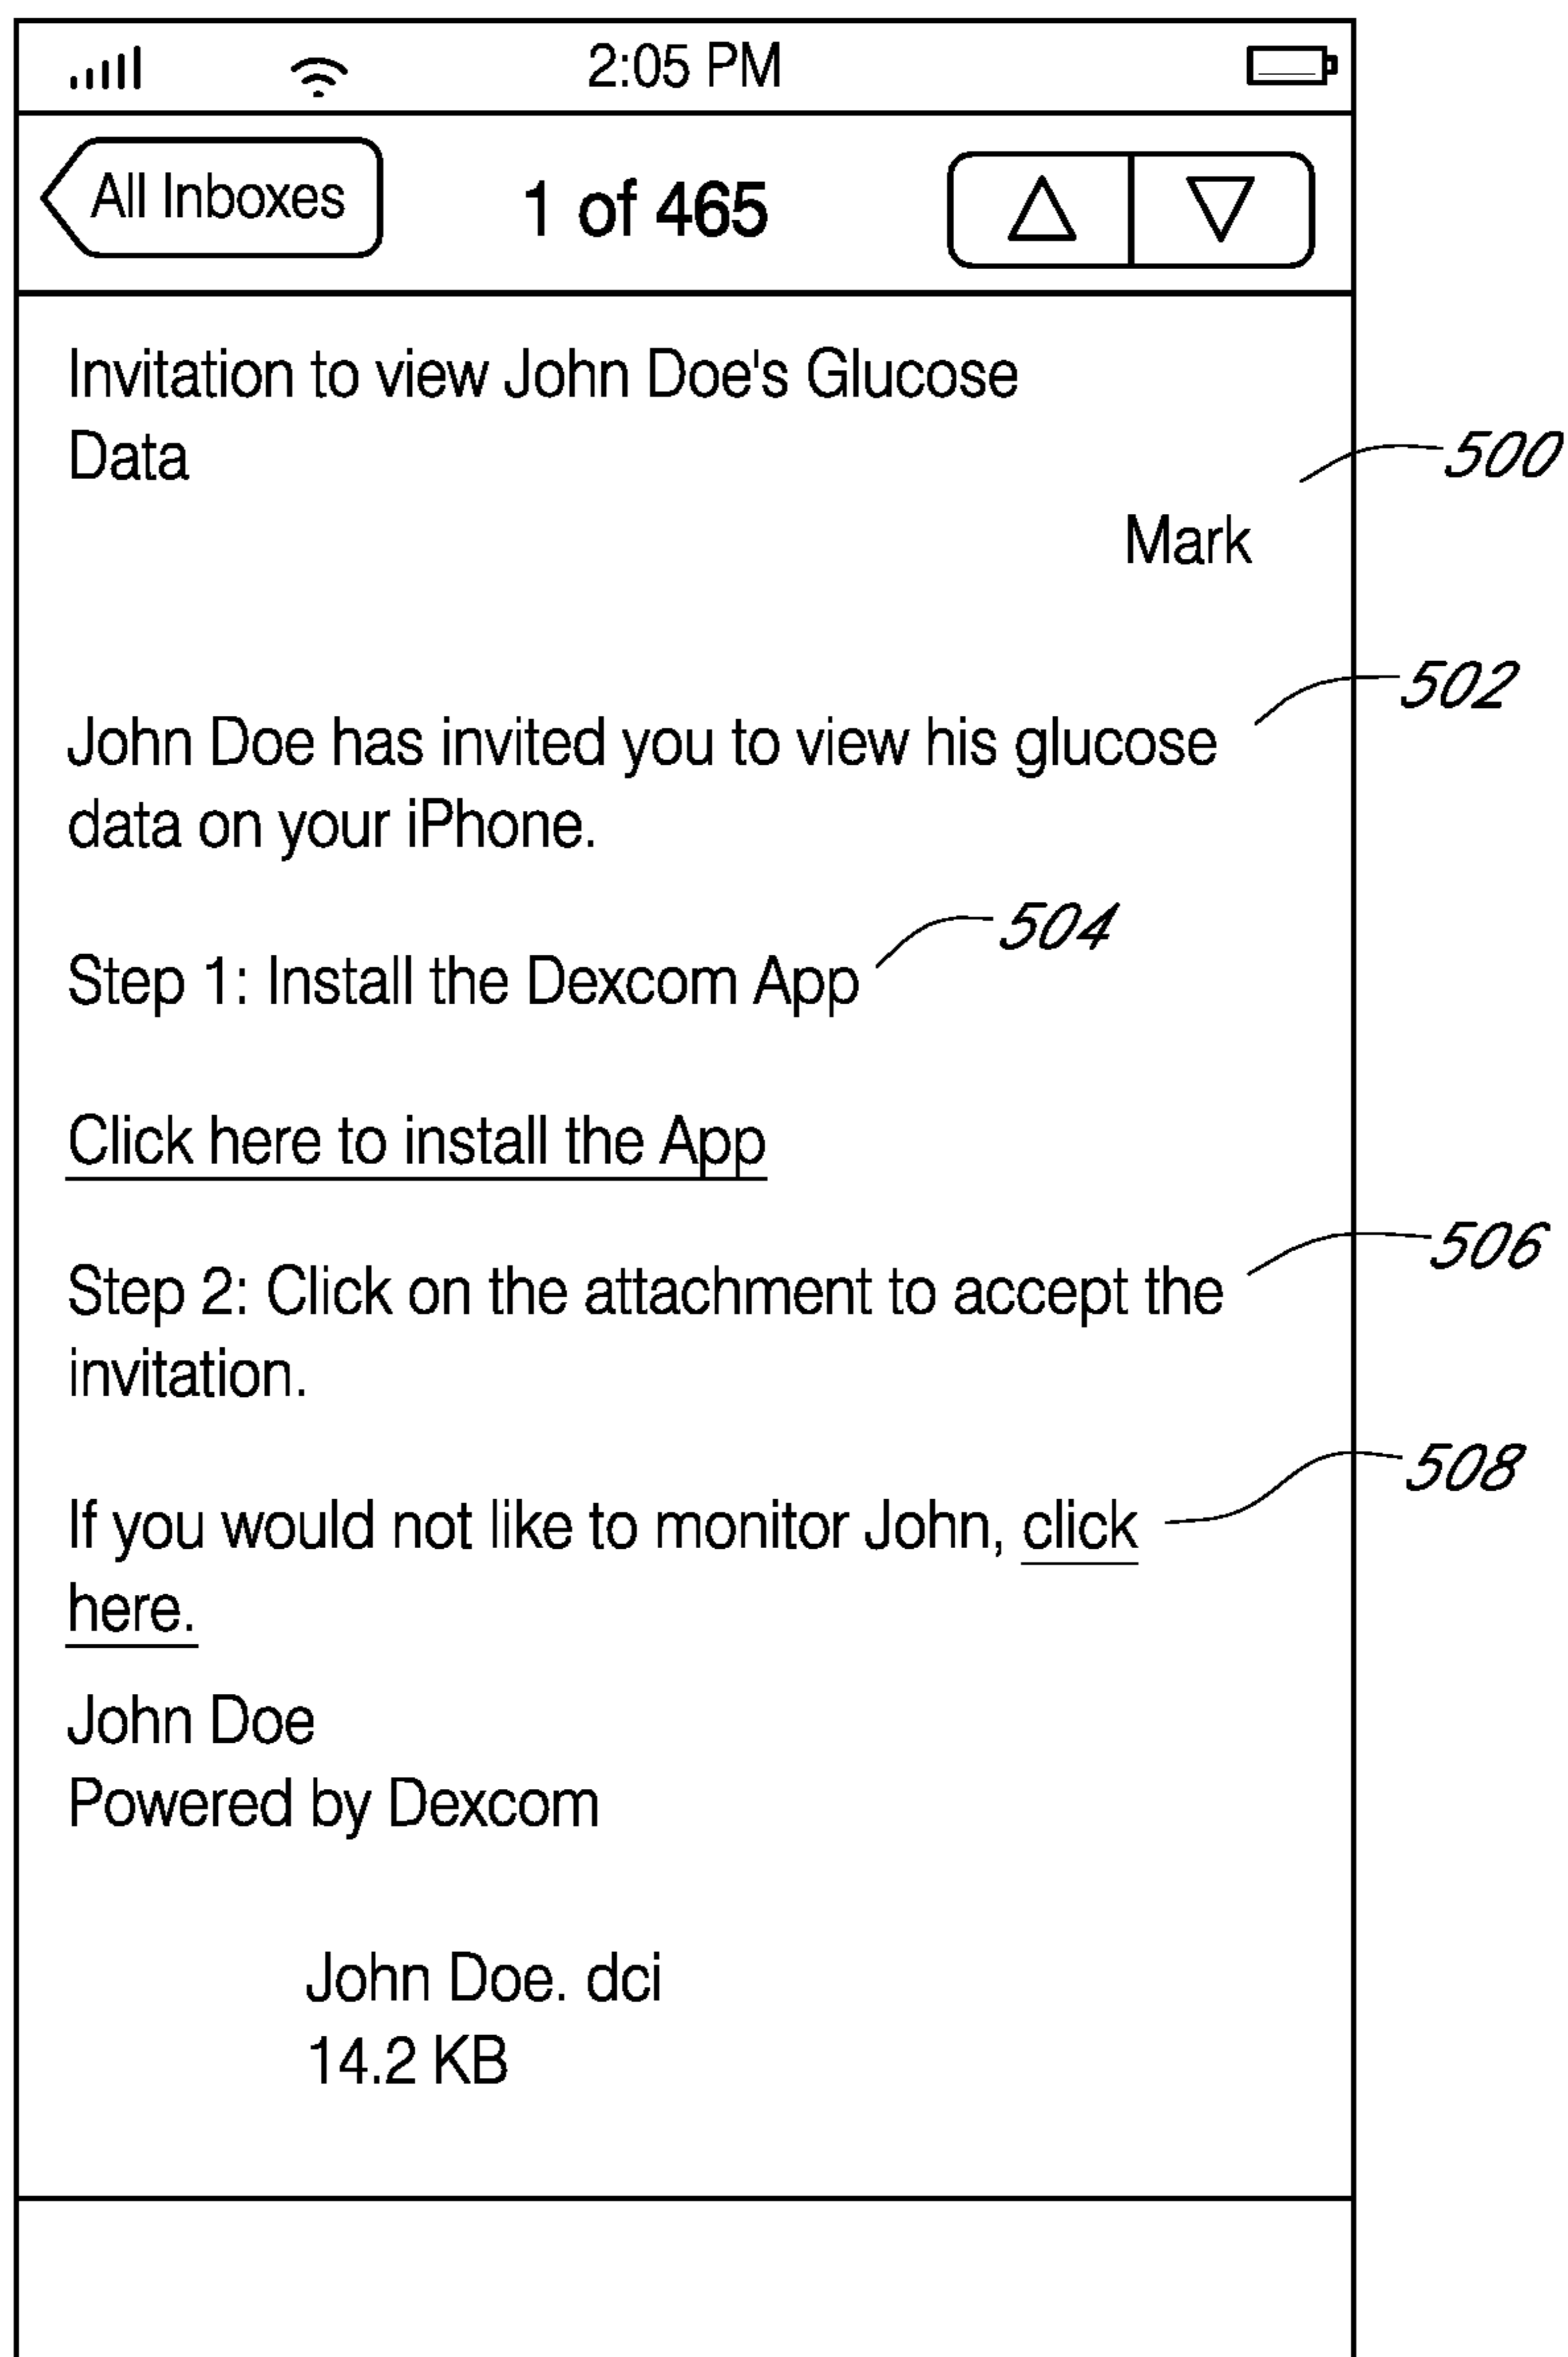 2:05 PM
All Inboxes
1 of 465
Invitation to view John Doe's Glucose
Data
500
Mark
502
John Doe has invited you to view his glucose
data on your iPhone.
504
Step 1: Install the Dexcom App
Click here to install the App
506
Step 2: Click on the attachment to accept the
invitation.
508
If you would not like to monitor John, click
here.
John Doe
Powered by Dexcom
John Doe. dci
14.2 KB